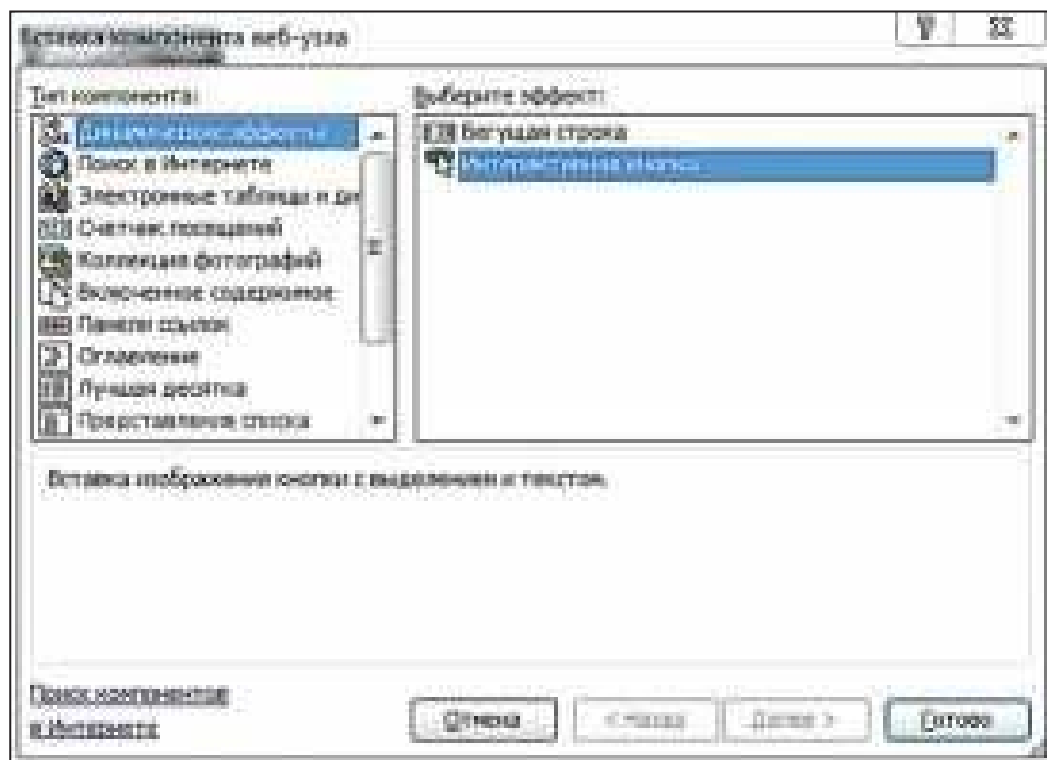 Вставка компонента веб-узла
Тип компонента:
Динамические эффекты
Поиск в Интернете
Электронные таблицы и ди
Счетчик посещений
Коллекция фотографий
Включенное содержимое
Панели ссылок
Оглавление
Лучшая десятка
Представление списка
Выберите эффект:
Бегущая строка
Интерактивная кнопка
Вставка изображения кнопки с выделением и текстом.
Поиск компонентов
в Интернете
Отмена
< Назад
Далее >
Готово